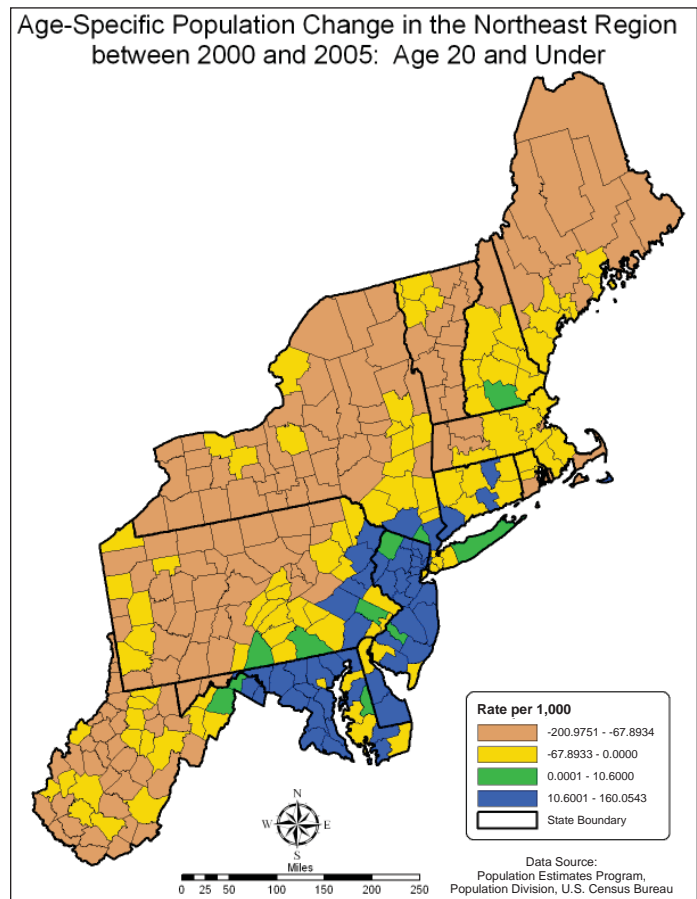 Age-Specific Population Change in the Northeast Region
between 2000 and 2005:  Age 20 and Under
Rate per 1,000
-200.9751 - -67.8934
-67.8933 - 0.0000
0.0001 - 10.6000
10.6001 - 160.0543
State Boundary
N
W E
S
Miles
0 25 50 100 150 200 250
Data Source:
Population Estimates Program,
Population Division, U.S. Census Bureau